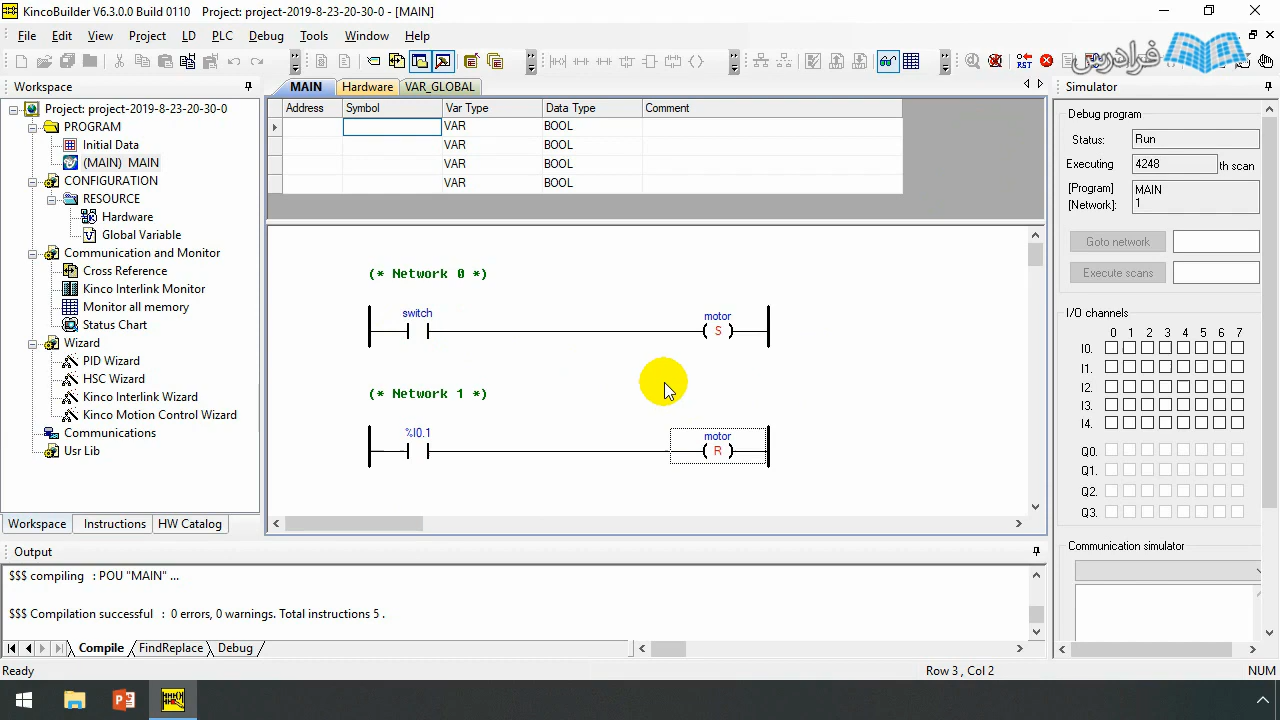 KincoBuilder V6.3.0.0 Build 0110 Project: project-2019-8-23-20-30-0 - [MAIN]
File Edit View Project LD PLC Debug Tools Window Help
فرادرس
RST
Workspace
Project: project-2019-8-23-20-30-0
PROGRAM
Initial Data
(MAIN) MAIN
CONFIGURATION
RESOURCE
Hardware
Global Variable
Communication and Monitor
Cross Reference
Kinco Interlink Monitor
Monitor all memory
Status Chart
Wizard
PID Wizard
HSC Wizard
Kinco Interlink Wizard
Kinco Motion Control Wizard
Communications
Usr Lib
Workspace Instructions HW Catalog
MAIN Hardware VAR_GLOBAL
Address Symbol Var Type Data Type Comment
VAR BOOL
VAR BOOL
VAR BOOL
VAR BOOL
(* Network 0 *)
switch motor
S
(* Network 1 *)
%I0.1 motor
R
Simulator
Debug program
Status: Run
Executing 4248 th scan
[Program] MAIN
[Network]: 1
Goto network
Execute scans
I/O channels
0 1 2 3 4 5 6 7
I0.
I1.
I2.
I3.
I4.
Q0.
Q1.
Q2.
Q3.
Communication simulator
Output
$$$ compiling : POU "MAIN" ...
$$$ Compilation successful : 0 errors, 0 warnings. Total instructions 5 .
Compile FindReplace Debug
Ready Row 3 , Col 2 NUM